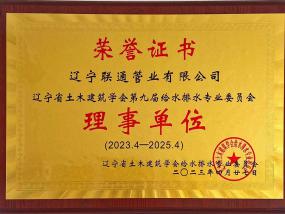 荣誉证书
辽宁联通管业有限公司
辽宁省土木建筑学会第九届给水排水专业委员会
理事单位
(2023.4—2025.4)
辽宁省土木建筑学会给水排水专业委员会
二〇二三年四月廿七日